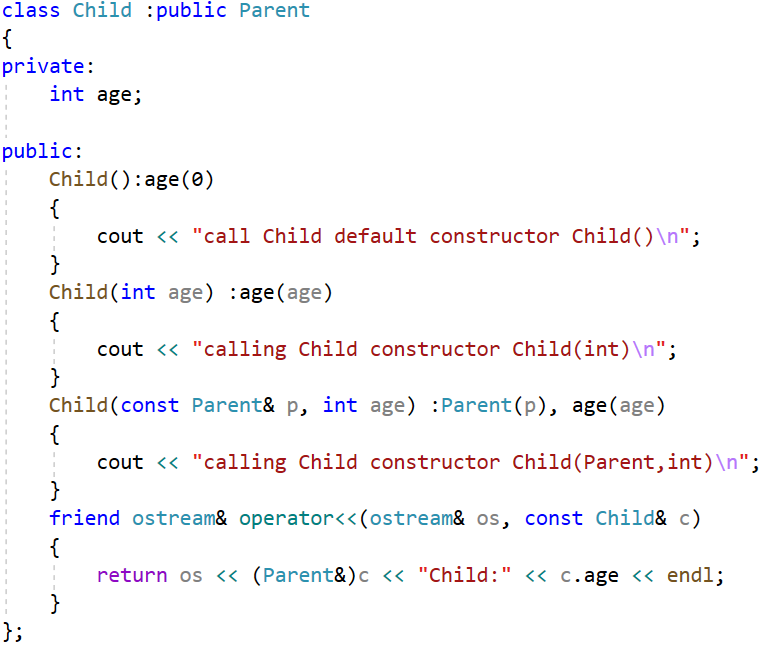 class Child :public Parent
{
private:
    int age;

public:
    Child():age(0)
    {
        cout << "call Child default constructor Child()\n";
    }
    Child(int age) :age(age)
    {
        cout << "calling Child constructor Child(int)\n";
    }
    Child(const Parent& p, int age) :Parent(p), age(age)
    {
        cout << "calling Child constructor Child(Parent,int)\n";
    }
    friend ostream& operator<<(ostream& os, const Child& c)
    {
        return os << (Parent&)c << "Child:" << c.age << endl;
    }
};